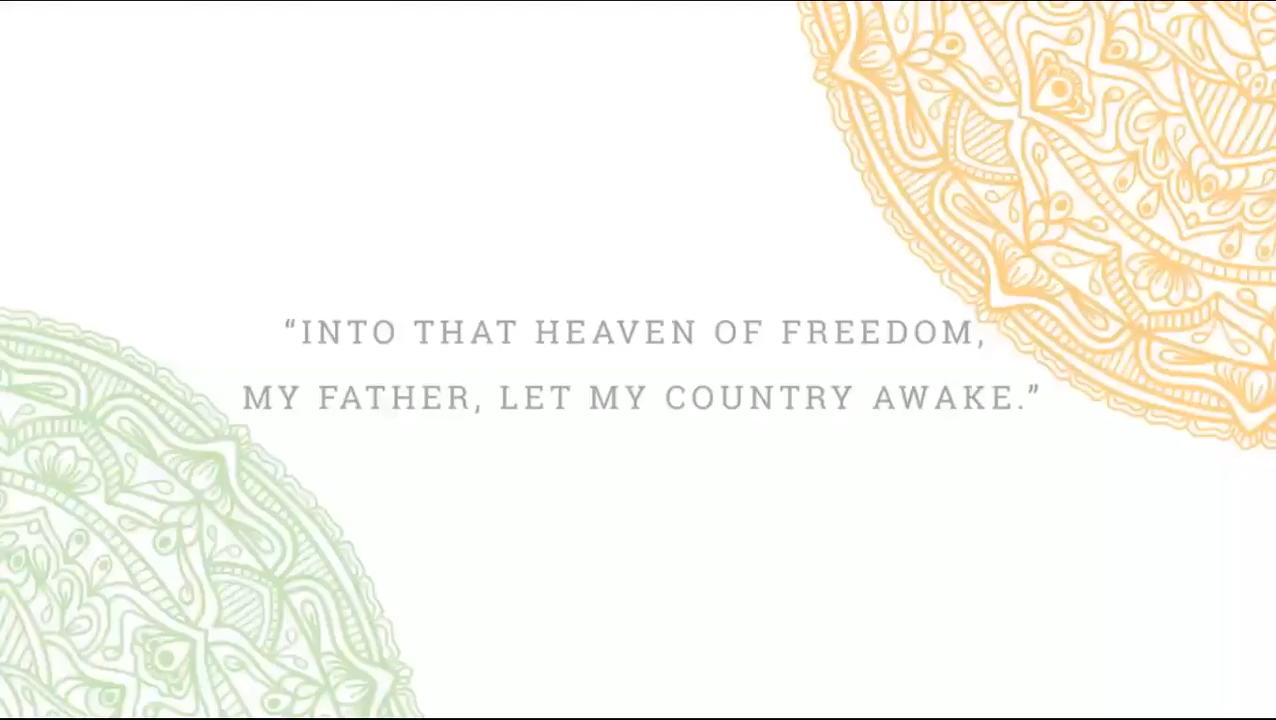 “INTO THAT HEAVEN OF FREEDOM,
MY FATHER, LET MY COUNTRY AWAKE.”